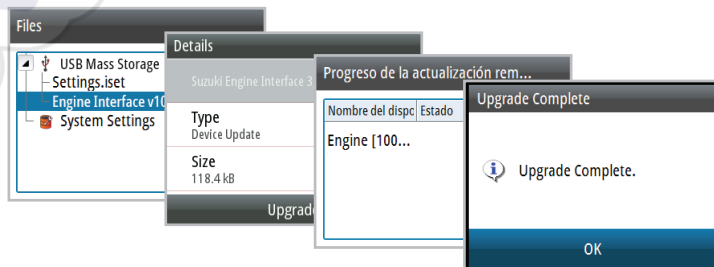 Files
USB Mass Storage
Settings.iset
Engine Interface v10
System Settings
Details
Suzuki Engine Interface 3
Type
Device Update
Size
118.4 kB
Upgrad
Progreso de la actualización rem...
Nombre del dispo Estado
Engine [100...
Upgrade Complete
Upgrade Complete.
OK